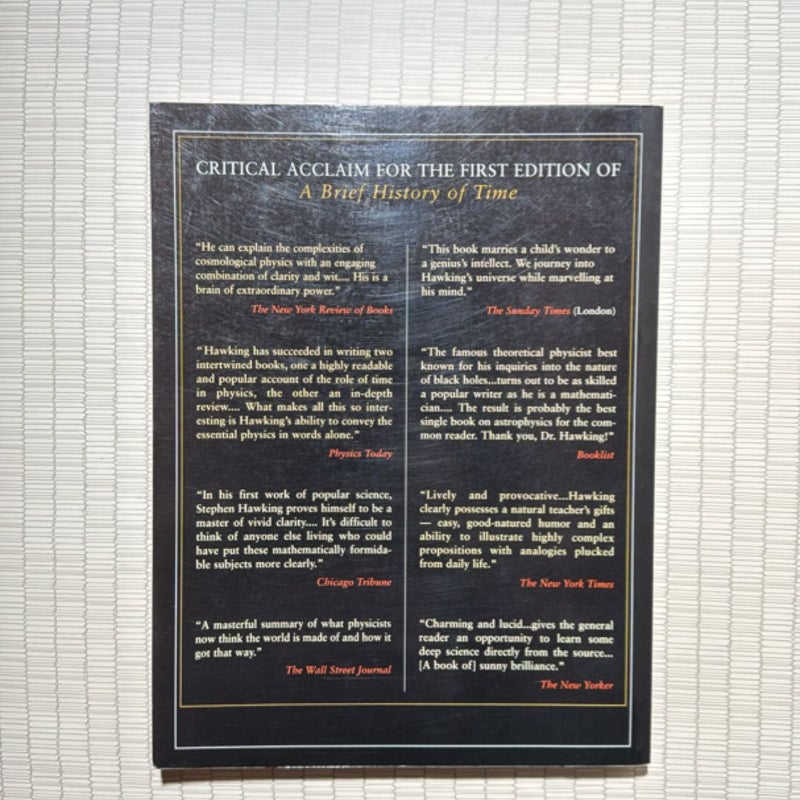 CRITICAL ACCLAIM FOR THE FIRST EDITION OF
A Brief History of Time
“He can explain the complexities of
cosmological physics with an engaging
combination of clarity and wit.... His is a
brain of extraordinary power.”
The New York Review of Books
“Hawking has succeeded in writing two
intertwined books, one a highly readable
and popular account of the role of time
in physics, the other an in-depth
review.... What makes all this so inter-
esting is Hawking’s ability to convey the
essential physics in words alone.”
Physics Today
“In his first work of popular science,
Stephen Hawking proves himself to be a
master of vivid clarity.... It’s difficult to
think of anyone else living who could
have put these mathematically formida-
ble subjects more clearly.”
Chicago Tribune
“A masterful summary of what physicists
now think the world is made of and how it
got that way.”
The Wall Street Journal
“This book marries a child’s wonder to
a genius’s intellect. We journey into
Hawking’s universe while marvelling at
his mind.”
The Sunday Times (London)
“The famous theoretical physicist best
known for his inquiries into the nature
of black holes...turns out to be as skilled
a popular writer as he is a mathemati-
cian.... The result is probably the best
single book on astrophysics for the com-
mon reader. Thank you, Dr. Hawking!”
Booklist
“Lively and provocative...Hawking
clearly possesses a natural teacher’s gifts
— easy, good-natured humor and an
ability to illustrate highly complex
propositions with analogies plucked
from daily life.”
The New York Times
“Charming and lucid...gives the general
reader an opportunity to learn some
deep science directly from the source...
[A book of] sunny brilliance.”
The New Yorker